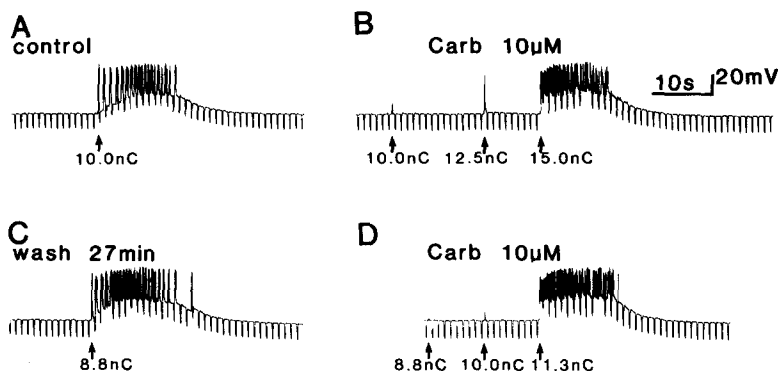 A
control
10.0nC
B
Carb 10µM
10s
20mV
10.0nC 12.5nC 15.0nC
C
wash 27min
8.8nC
D
Carb 10µM
8.8nC 10.0nC 11.3nC